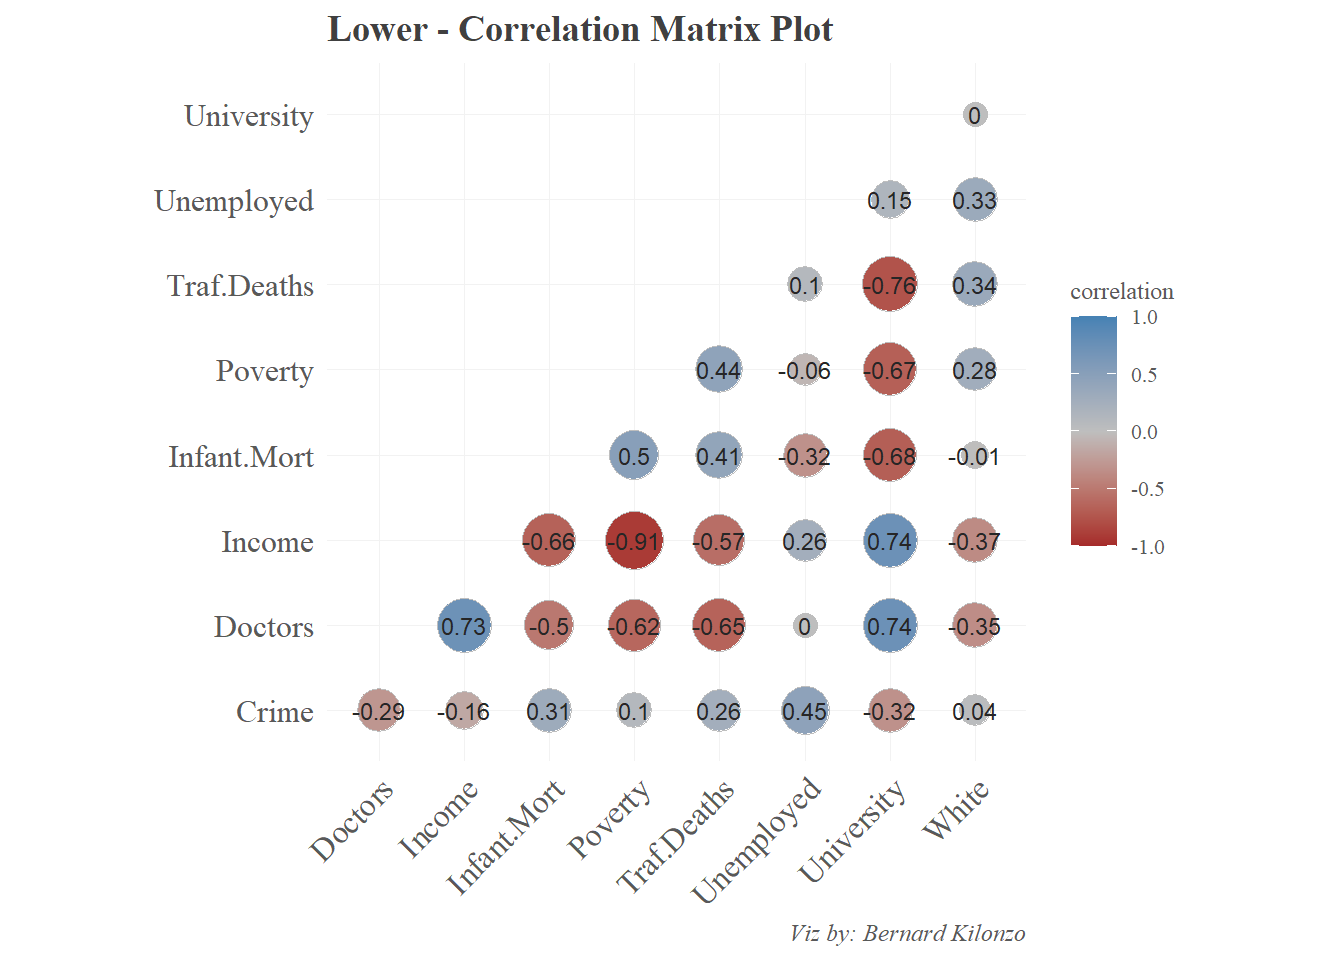 Lower - Correlation Matrix Plot
University 0
Unemployed 0.15 0.33
Traf.Deaths 0.1 -0.76 0.34
Poverty 0.44 -0.06 -0.67 0.28
Infant.Mort 0.5 0.41 -0.32 -0.68 -0.01
Income -0.66 -0.91 -0.57 0.26 0.74 -0.37
Doctors 0.73 -0.5 -0.62 -0.65 0 0.74 -0.35
Crime -0.29 -0.16 0.31 0.1 0.26 0.45 -0.32 0.04
Doctors Income Infant.Mort Poverty Traf.Deaths Unemployed University White
correlation
1.0
0.5
0.0
-0.5
-1.0
Viz by: Bernard Kilonzo